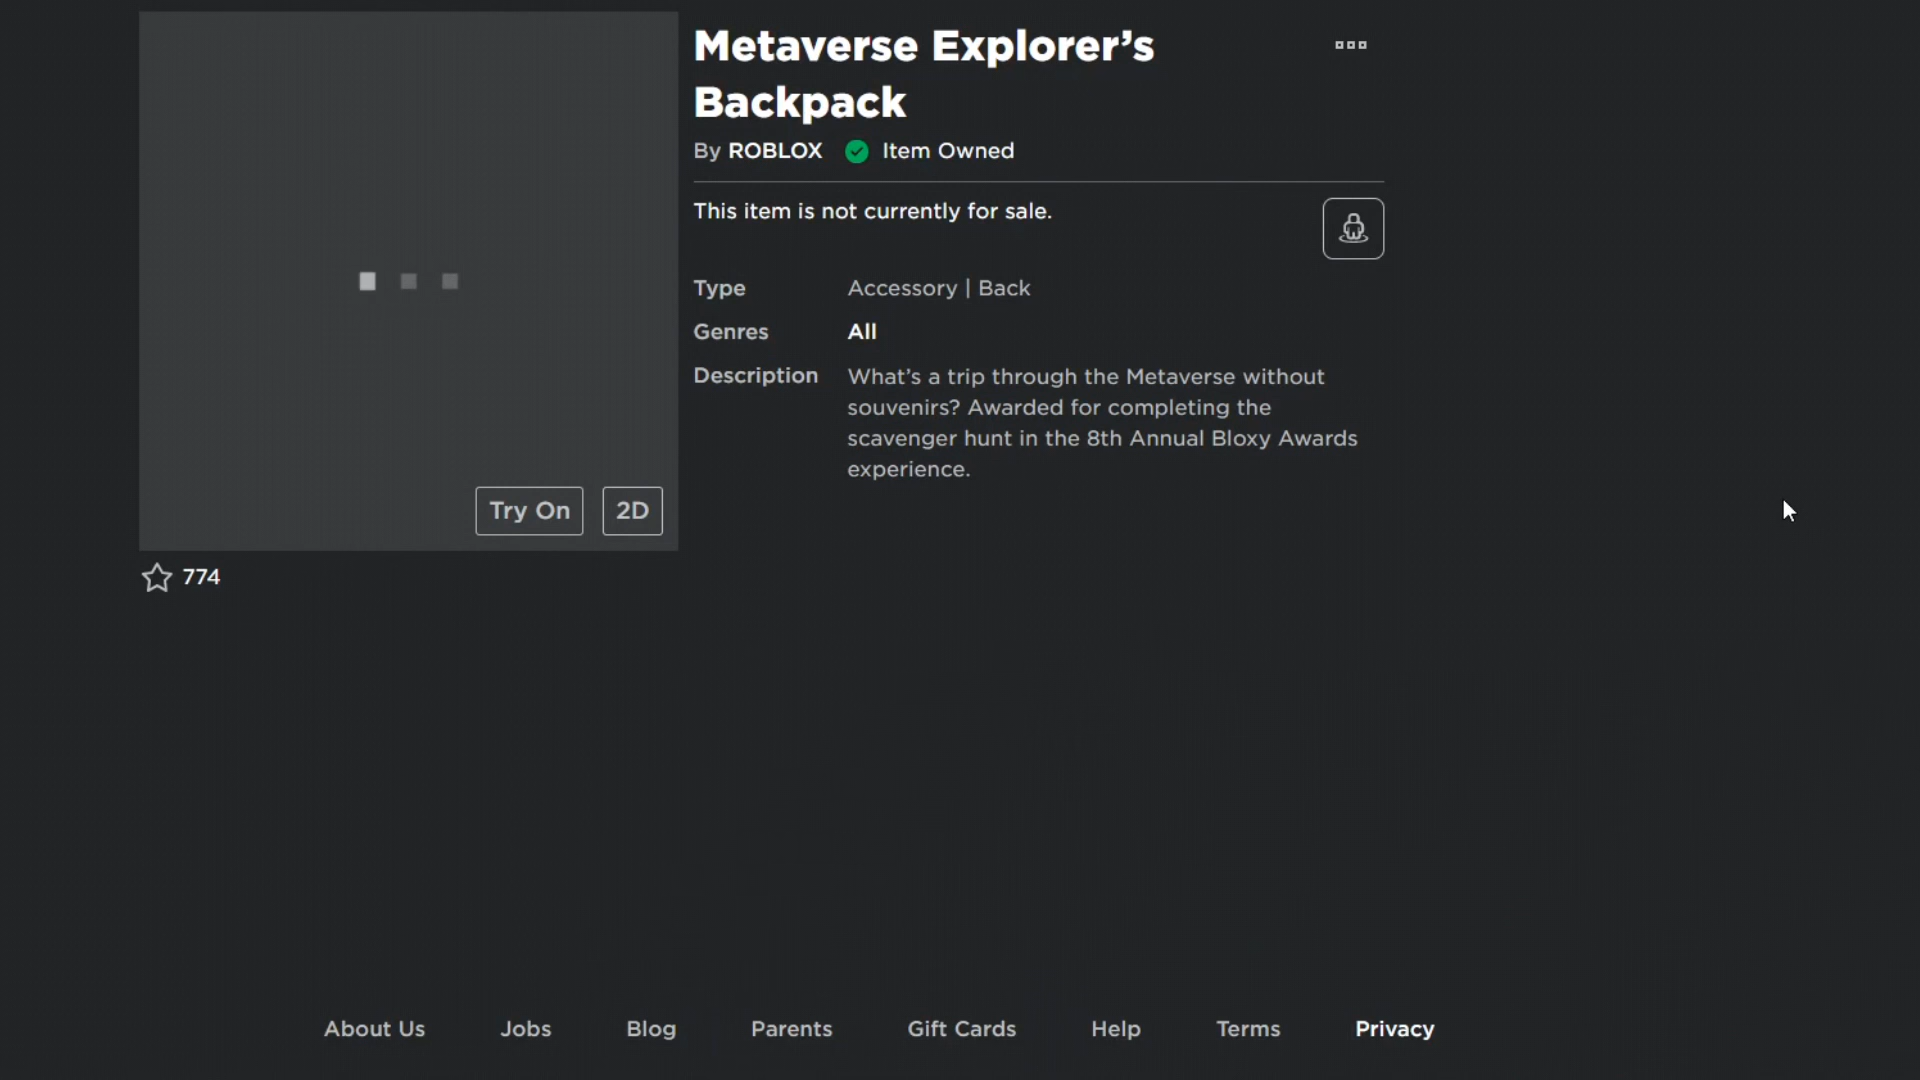 Metaverse Explorer’s
Backpack
By ROBLOX Item Owned
This item is not currently for sale.
Type Accessory | Back
Genres All
Description What’s a trip through the Metaverse without
souvenirs? Awarded for completing the
scavenger hunt in the 8th Annual Bloxy Awards
experience.
Try On 2D
774
About Us Jobs Blog Parents Gift Cards Help Terms Privacy